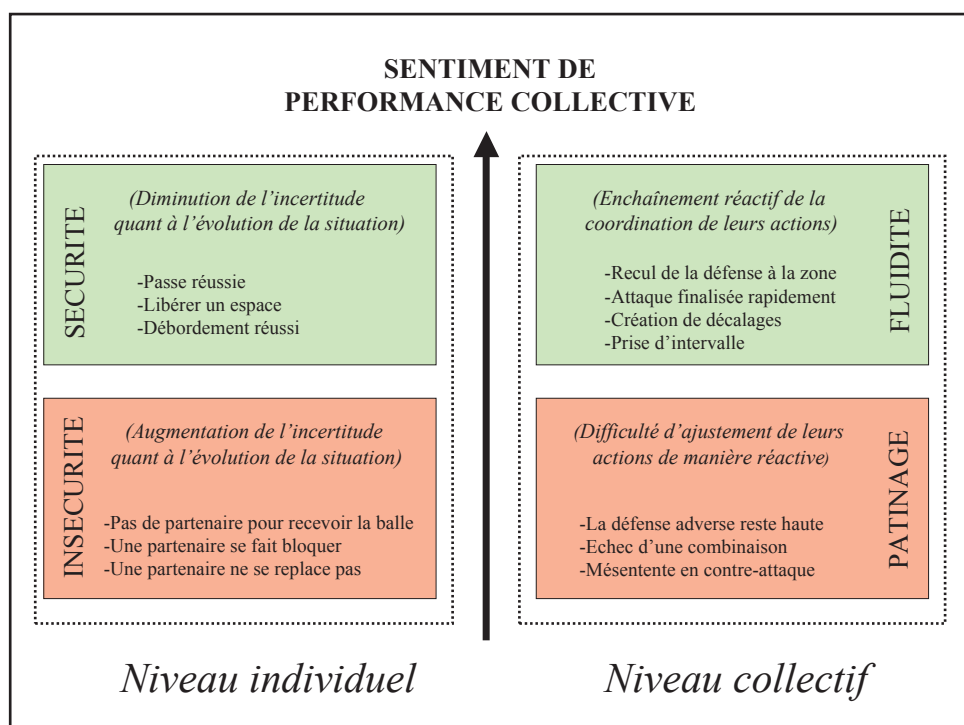 SENTIMENT DE
PERFORMANCE COLLECTIVE
SECURITE
(Diminution de l’incertitude
quant à l’évolution de la situation)
-Passe réussie
-Libérer un espace
-Débordement réussi
(Enchaînement réactif de la
coordination de leurs actions)
-Recul de la défense à la zone
-Attaque finalisée rapidement
-Création de décalages
-Prise d’intervalle
FLUIDITE
INSECURITE
(Augmentation de l’incertitude
quant à l’évolution de la situation)
-Pas de partenaire pour recevoir la balle
-Une partenaire se fait bloquer
-Une partenaire ne se replace pas
(Difficulté d’ajustement de leurs
actions de manière réactive)
-La défense adverse reste haute
-Echec d’une combinaison
-Mésentente en contre-attaque
PATINAGE
Niveau individuel
Niveau collectif